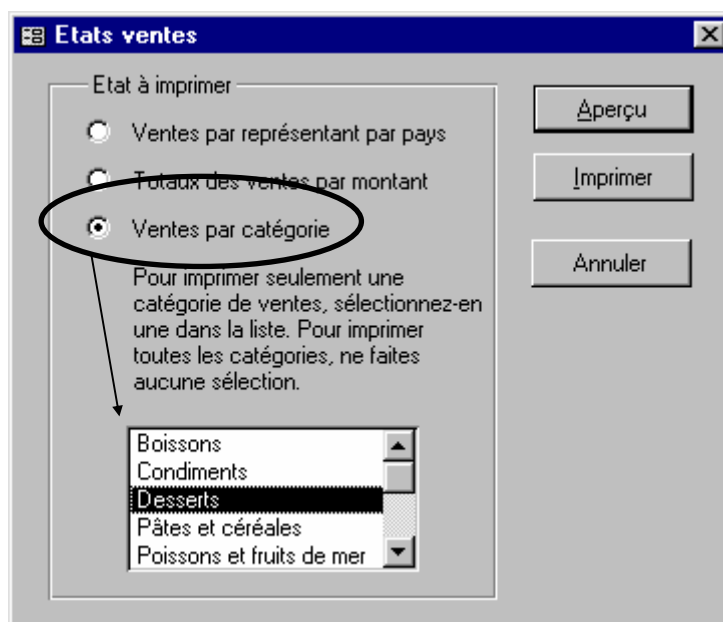 Etats ventes
Etat à imprimer
Ventes par représentant par pays
Totaux des ventes par montant
Ventes par catégorie
Pour imprimer seulement une
catégorie de ventes, sélectionnez-en
une dans la liste. Pour imprimer
toutes les catégories, ne faites
aucune sélection.
Boissons
Condiments
Desserts
Pâtes et céréales
Poissons et fruits de mer
Aperçu
Imprimer
Annuler